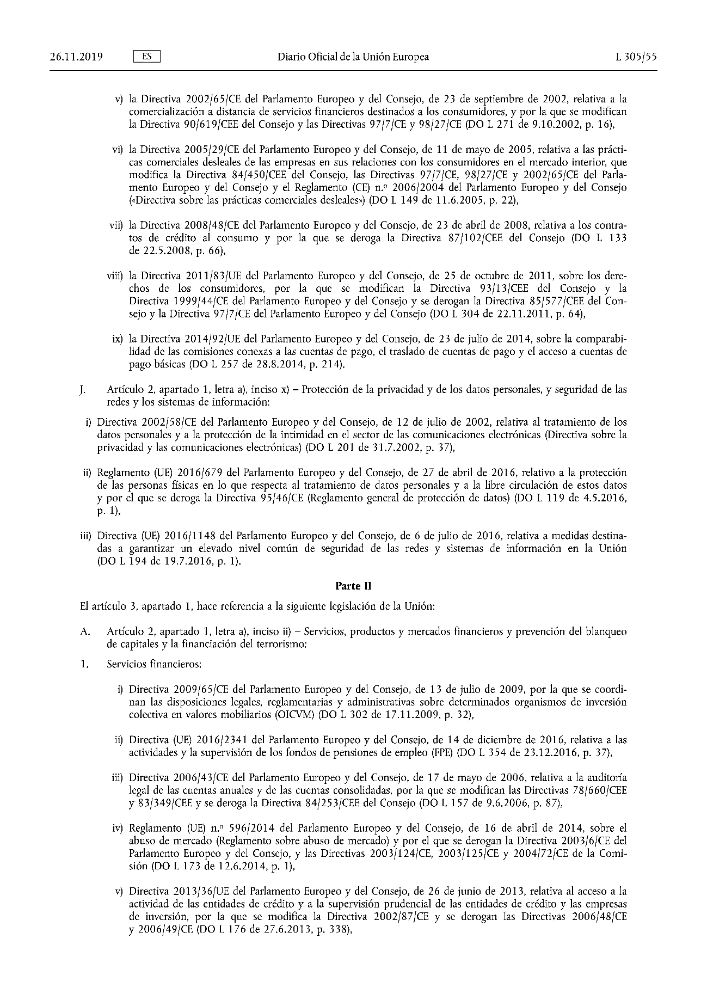 26.11.2019 ES Diario Oficial de la Unión Europea L 305/55
v) la Directiva 2002/65/CE del Parlamento Europeo y del Consejo, de 23 de septiembre de 2002, relativa a la
comercialización a distancia de servicios financieros destinados a los consumidores, y por la que se modifican
la Directiva 90/619/CEE del Consejo y las Directivas 97/7/CE y 98/27/CE (DO L 271 de 9.10.2002, p. 16),
vi) la Directiva 2005/29/CE del Parlamento Europeo y del Consejo, de 11 de mayo de 2005, relativa a las prácti-
cas comerciales desleales de las empresas en sus relaciones con los consumidores en el mercado interior, que
modifica la Directiva 84/450/CEE del Consejo, las Directivas 97/7/CE, 98/27/CE y 2002/65/CE del Parla-
mento Europeo y del Consejo y el Reglamento (CE) n.º 2006/2004 del Parlamento Europeo y del Consejo
(«Directiva sobre las prácticas comerciales desleales») (DO L 149 de 11.6.2005, p. 22),
vii) la Directiva 2008/48/CE del Parlamento Europeo y del Consejo, de 23 de abril de 2008, relativa a los contra-
tos de crédito al consumo y por la que se deroga la Directiva 87/102/CEE del Consejo (DO L 133
de 22.5.2008, p. 66),
viii) la Directiva 2011/83/UE del Parlamento Europeo y del Consejo, de 25 de octubre de 2011, sobre los dere-
chos de los consumidores, por la que se modifican la Directiva 93/13/CEE del Consejo y la
Directiva 1999/44/CE del Parlamento Europeo y del Consejo y se derogan la Directiva 85/577/CEE del Con-
sejo y la Directiva 97/7/CE del Parlamento Europeo y del Consejo (DO L 304 de 22.11.2011, p. 64),
ix) la Directiva 2014/92/UE del Parlamento Europeo y del Consejo, de 23 de julio de 2014, sobre la comparabi-
lidad de las comisiones conexas a las cuentas de pago, el traslado de cuentas de pago y el acceso a cuentas de
pago básicas (DO L 257 de 28.8.2014, p. 214).
J. Artículo 2, apartado 1, letra a), inciso x) – Protección de la privacidad y de los datos personales, y seguridad de las
redes y los sistemas de información:
i) Directiva 2002/58/CE del Parlamento Europeo y del Consejo, de 12 de julio de 2002, relativa al tratamiento de los
datos personales y a la protección de la intimidad en el sector de las comunicaciones electrónicas (Directiva sobre la
privacidad y las comunicaciones electrónicas) (DO L 201 de 31.7.2002, p. 37),
ii) Reglamento (UE) 2016/679 del Parlamento Europeo y del Consejo, de 27 de abril de 2016, relativo a la protección
de las personas físicas en lo que respecta al tratamiento de datos personales y a la libre circulación de estos datos
y por el que se deroga la Directiva 95/46/CE (Reglamento general de protección de datos) (DO L 119 de 4.5.2016,
p. 1),
iii) Directiva (UE) 2016/1148 del Parlamento Europeo y del Consejo, de 6 de julio de 2016, relativa a medidas destina-
das a garantizar un elevado nivel común de seguridad de las redes y sistemas de información en la Unión
(DO L 194 de 19.7.2016, p. 1).
Parte II
El artículo 3, apartado 1, hace referencia a la siguiente legislación de la Unión:
A. Artículo 2, apartado 1, letra a), inciso ii) – Servicios, productos y mercados financieros y prevención del blanqueo
de capitales y la financiación del terrorismo:
1. Servicios financieros:
i) Directiva 2009/65/CE del Parlamento Europeo y del Consejo, de 13 de julio de 2009, por la que se coordi-
nan las disposiciones legales, reglamentarias y administrativas sobre determinados organismos de inversión
colectiva en valores mobiliarios (OICVM) (DO L 302 de 17.11.2009, p. 32),
ii) Directiva (UE) 2016/2341 del Parlamento Europeo y del Consejo, de 14 de diciembre de 2016, relativa a las
actividades y la supervisión de los fondos de pensiones de empleo (FPE) (DO L 354 de 23.12.2016, p. 37),
iii) Directiva 2006/43/CE del Parlamento Europeo y del Consejo, de 17 de mayo de 2006, relativa a la auditoría
legal de las cuentas anuales y de las cuentas consolidadas, por la que se modifican las Directivas 78/660/CEE
y 83/349/CEE y se deroga la Directiva 84/253/CEE del Consejo (DO L 157 de 9.6.2006, p. 87),
iv) Reglamento (UE) n.º 596/2014 del Parlamento Europeo y del Consejo, de 16 de abril de 2014, sobre el
abuso de mercado (Reglamento sobre abuso de mercado) y por el que se derogan la Directiva 2003/6/CE del
Parlamento Europeo y del Consejo, y las Directivas 2003/124/CE, 2003/125/CE y 2004/72/CE de la Comi-
sión (DO L 173 de 12.6.2014, p. 1),
v) Directiva 2013/36/UE del Parlamento Europeo y del Consejo, de 26 de junio de 2013, relativa al acceso a la
actividad de las entidades de crédito y a la supervisión prudencial de las entidades de crédito y las empresas
de inversión, por la que se modifica la Directiva 2002/87/CE y se derogan las Directivas 2006/48/CE
y 2006/49/CE (DO L 176 de 27.6.2013, p. 338),